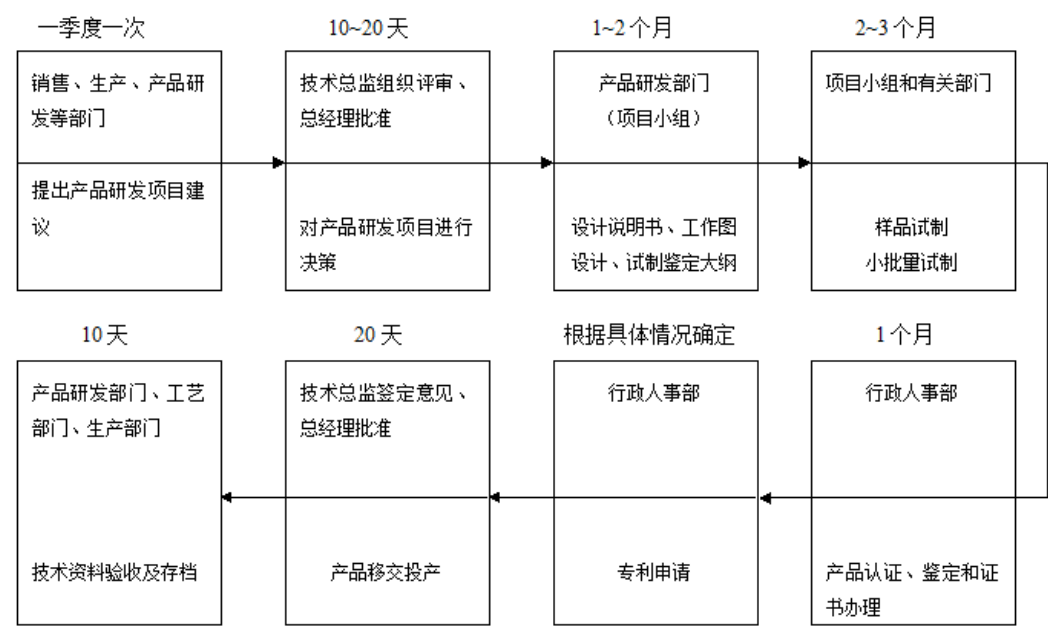 一季度一次
10~20天
1~2个月
2~3个月
销售、生产、产品研
发等部门
提出产品研发项目建
议
技术总监组织评审、
总经理批准
对产品研发项目进行
决策
产品研发部门
（项目小组）
设计说明书、工作图
设计、试制鉴定大纲
项目小组和有关部门
样品试制
小批量试制
10天
20天
根据具体情况确定
1个月
产品研发部门、工艺
部门、生产部门
技术资料验收及存档
技术总监签定意见、
总经理批准
产品移交投产
行政人事部
专利申请
行政人事部
产品认证、鉴定和证
书办理